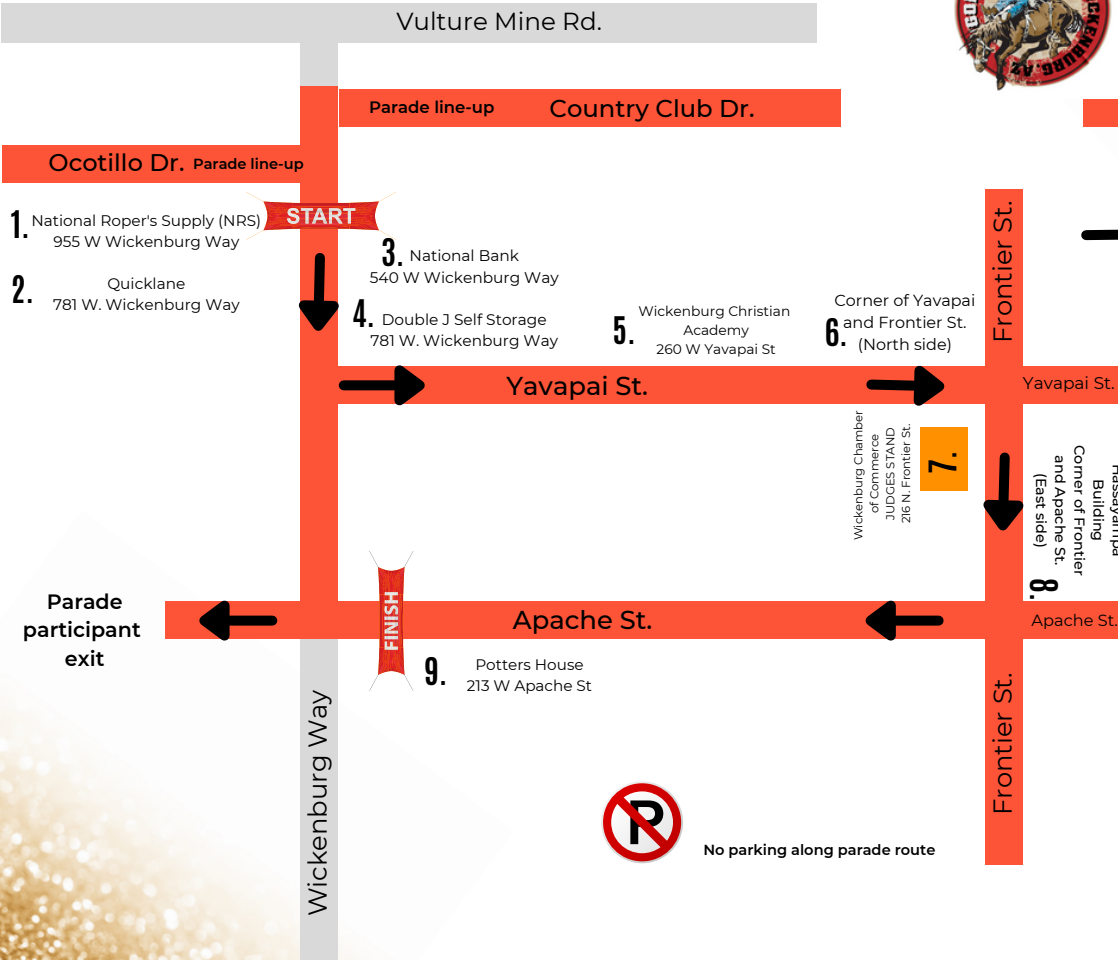 Vulture Mine Rd.
CKENBURG, AZ
Parade line-up Country Club Dr.
Ocotillo Dr. Parade line-up
START
1. National Roper's Supply (NRS)
955 W Wickenburg Way
2. Quicklane
781 W. Wickenburg Way
3. National Bank
540 W Wickenburg Way
4. Double J Self Storage
781 W. Wickenburg Way
5. Wickenburg Christian
Academy
260 W Yavapai St
6. Corner of Yavapai
and Frontier St.
(North side)
Frontier St.
Yavapai St.
Yavapai St.
Wickenburg Chamber
of Commerce
JUDGES STAND
216 N. Frontier St.
7.
Building
Corner of Frontier
and Apache St.
(East side)
8.
Parade
participant
exit
FINISH
Apache St.
Apache St.
9. Potters House
213 W Apache St
Wickenburg Way
Frontier St.
P
No parking along parade route